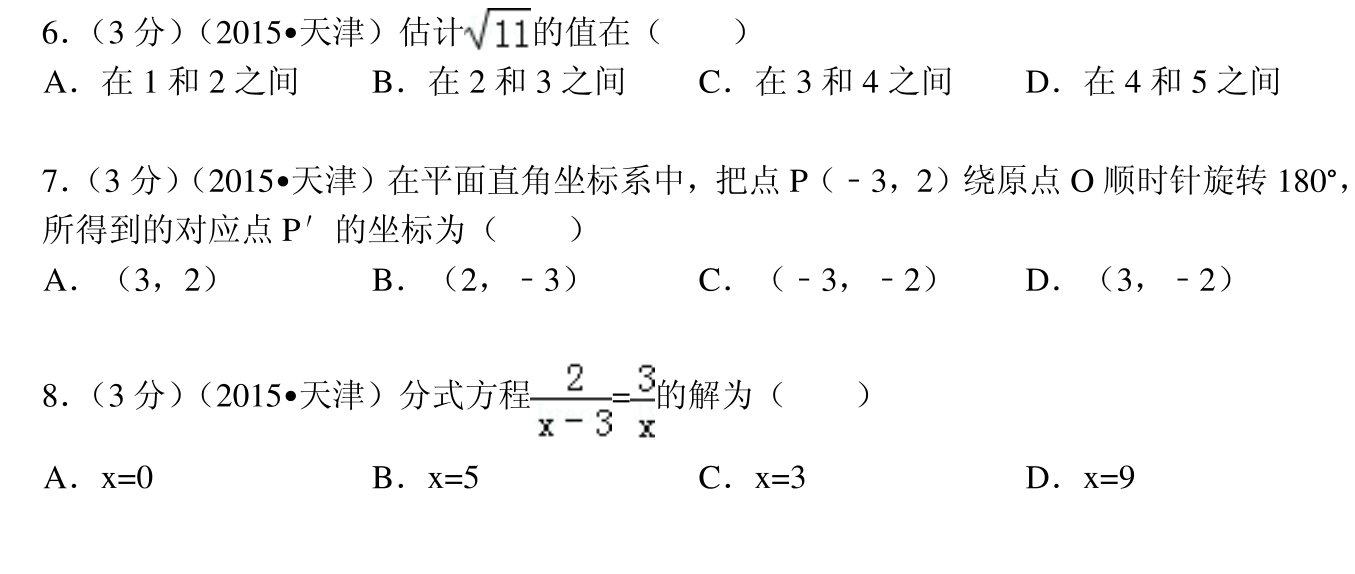 6．（3 分）（2015•天津）估计√11的值在（　　）
A．在 1 和 2 之间　B．在 2 和 3 之间　C．在 3 和 4 之间　D．在 4 和 5 之间
7．（3 分）（2015•天津）在平面直角坐标系中，把点 P（﹣3，2）绕原点 O 顺时针旋转 180°，
所得到的对应点 P′ 的坐标为（　　）
A．（3，2）　B．（2，﹣3）　C．（﹣3，﹣2）　D．（3，﹣2）
8．（3 分）（2015•天津）分式方程2/(x－3)=3/x的解为（　　）
A．x=0　B．x=5　C．x=3　D．x=9